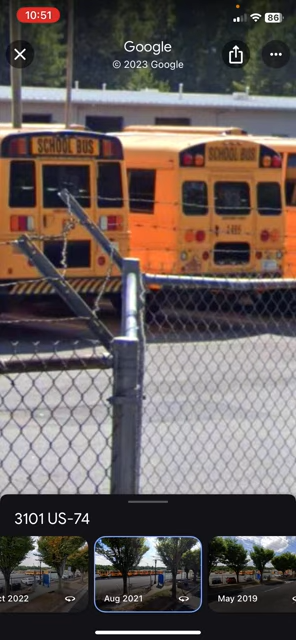 10:51
86
Google
© 2023 Google
SCHOOL BUS
SCHOOL BUS
3101 US-74
ct 2022
Aug 2021
May 2019